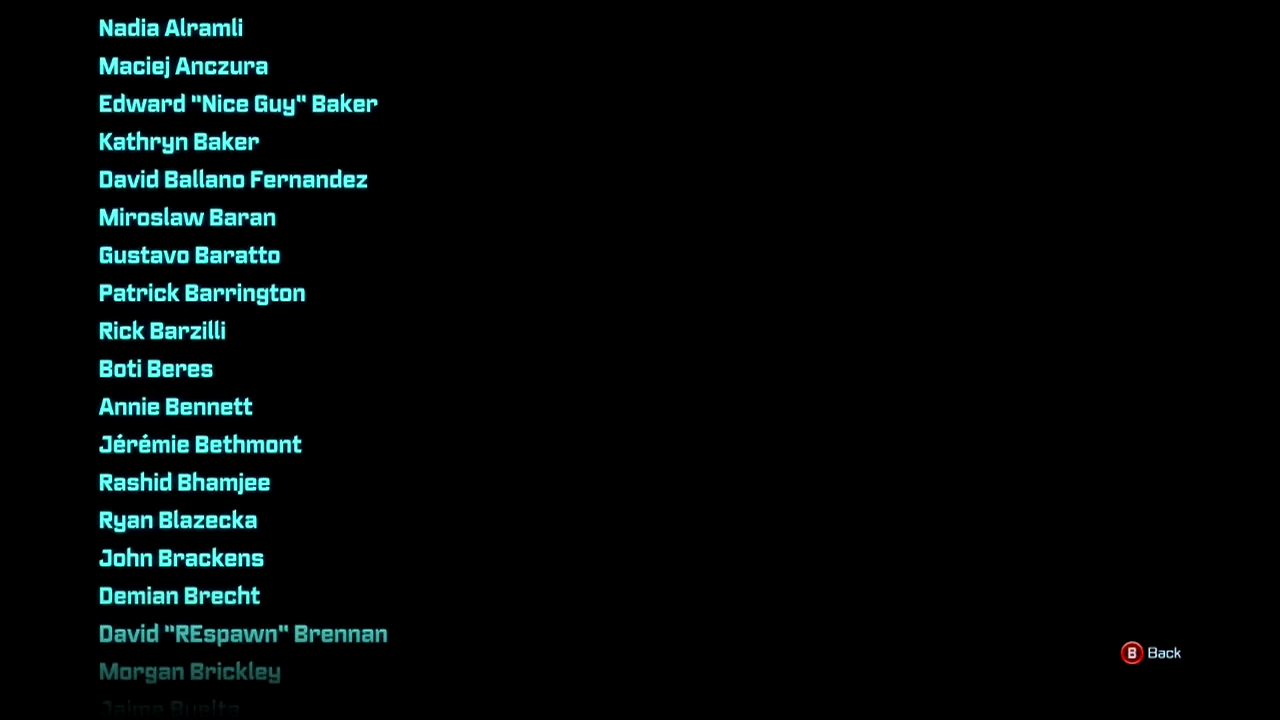 Nadia Alramli
Maciej Anczura
Edward "Nice Guy" Baker
Kathryn Baker
David Ballano Fernandez
Miroslaw Baran
Gustavo Baratto
Patrick Barrington
Rick Barzilli
Boti Beres
Annie Bennett
Jérémie Bethmont
Rashid Bhamjee
Ryan Blazecka
John Brackens
Demian Brecht
David "REspawn" Brennan
Morgan Brickley
Jaime Buelta
B Back